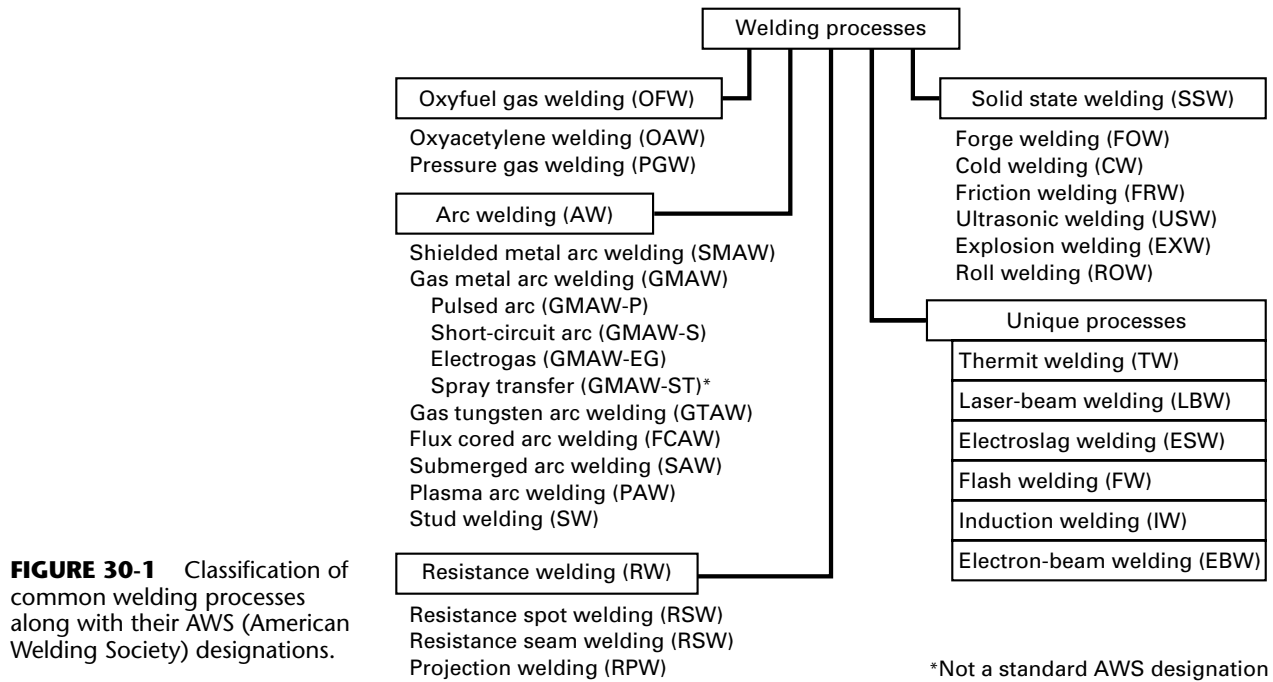 Welding processes
Oxyfuel gas welding (OFW)
Oxyacetylene welding (OAW)
Pressure gas welding (PGW)
Arc welding (AW)
Shielded metal arc welding (SMAW)
Gas metal arc welding (GMAW)
Pulsed arc (GMAW-P)
Short-circuit arc (GMAW-S)
Electrogas (GMAW-EG)
Spray transfer (GMAW-ST)*
Gas tungsten arc welding (GTAW)
Flux cored arc welding (FCAW)
Submerged arc welding (SAW)
Plasma arc welding (PAW)
Stud welding (SW)
Resistance welding (RW)
Resistance spot welding (RSW)
Resistance seam welding (RSW)
Projection welding (RPW)
Solid state welding (SSW)
Forge welding (FOW)
Cold welding (CW)
Friction welding (FRW)
Ultrasonic welding (USW)
Explosion welding (EXW)
Roll welding (ROW)
Unique processes
Thermit welding (TW)
Laser-beam welding (LBW)
Electroslag welding (ESW)
Flash welding (FW)
Induction welding (IW)
Electron-beam welding (EBW)
*Not a standard AWS designation
FIGURE 30-1 Classification of
common welding processes
along with their AWS (American
Welding Society) designations.